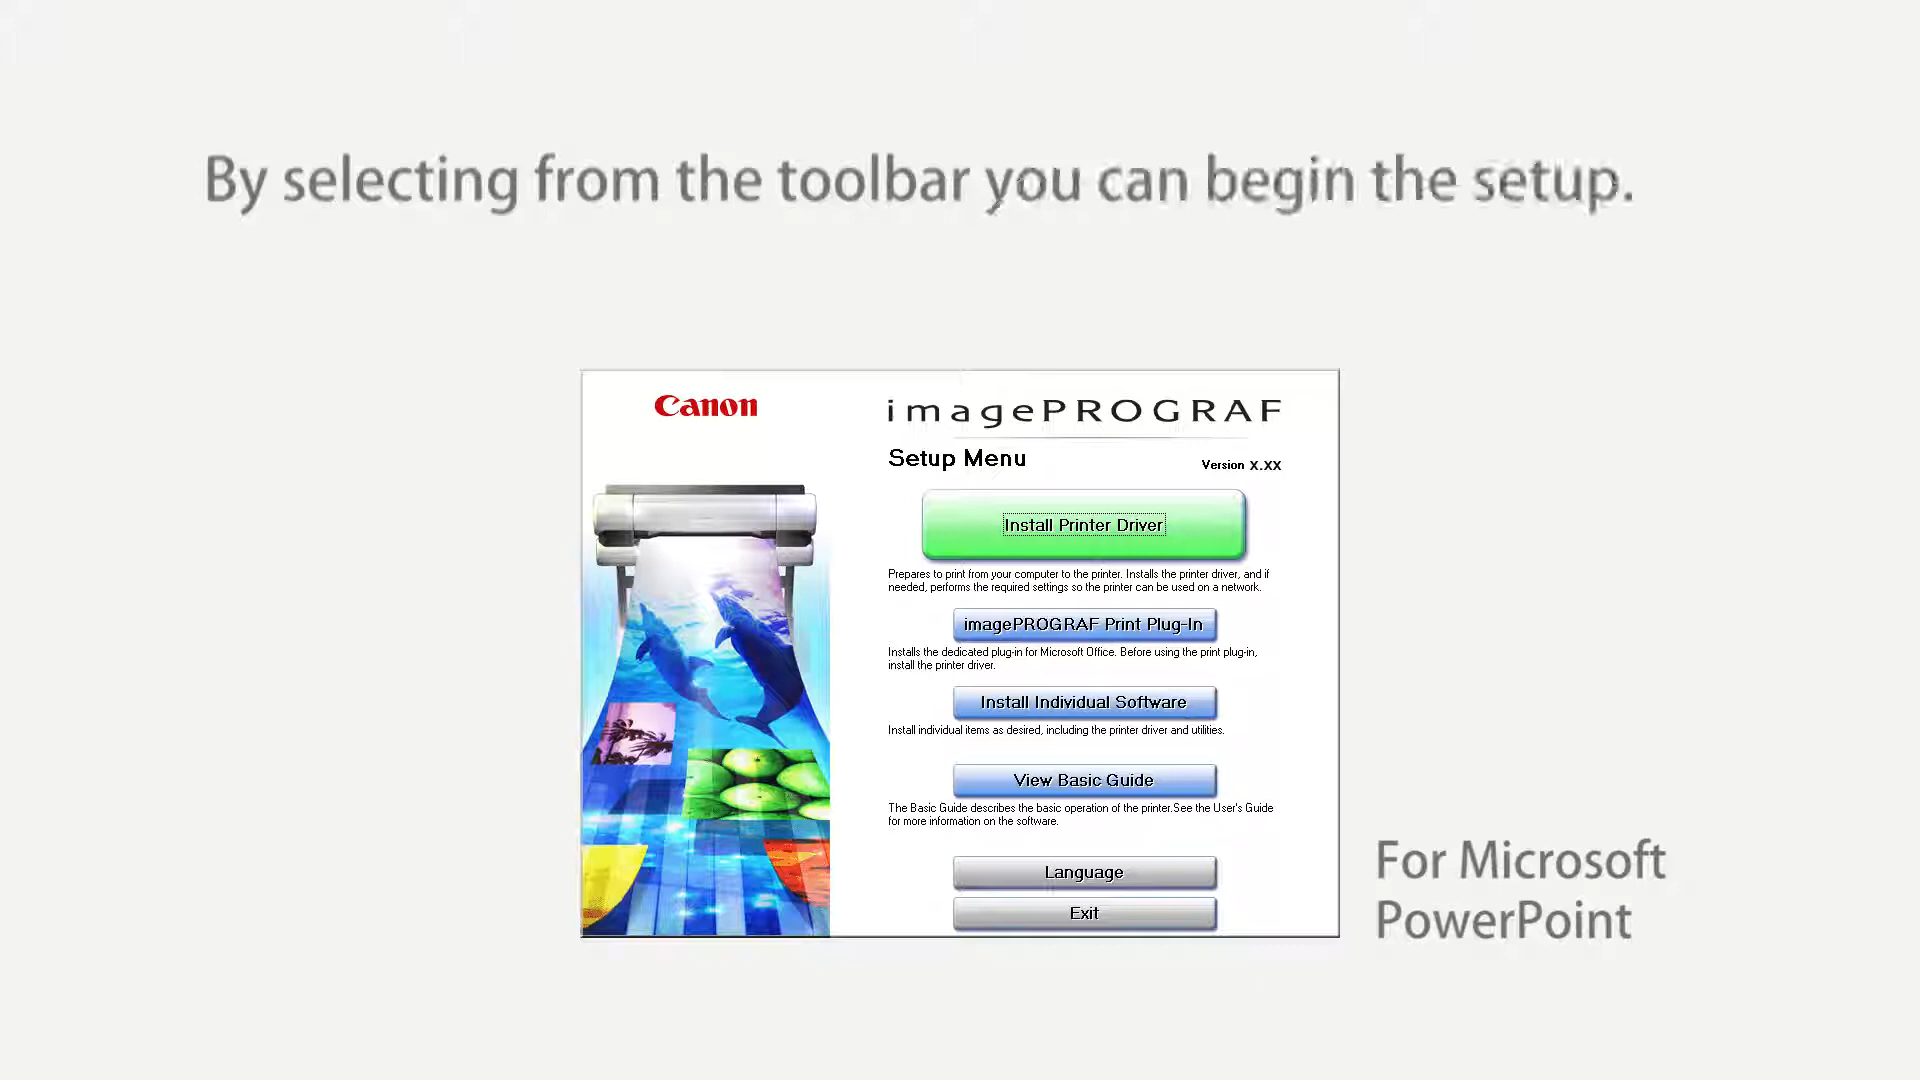 By selecting from the toolbar you can begin the setup.
Canon
imagePROGRAF
Setup Menu
Version X.XX
Install Printer Driver
Prepares to print from your computer to the printer. Installs the printer driver, and if
needed, performs the required settings so the printer can be used on a network.
imagePROGRAF Print Plug-In
Installs the dedicated plug-in for Microsoft Office. Before using the print plug-in,
install the printer driver.
Install Individual Software
Install individual items as desired, including the printer driver and utilities.
View Basic Guide
The Basic Guide describes the basic operation of the printer.See the User's Guide
for more information on the software.
Language
Exit
For Microsoft
PowerPoint